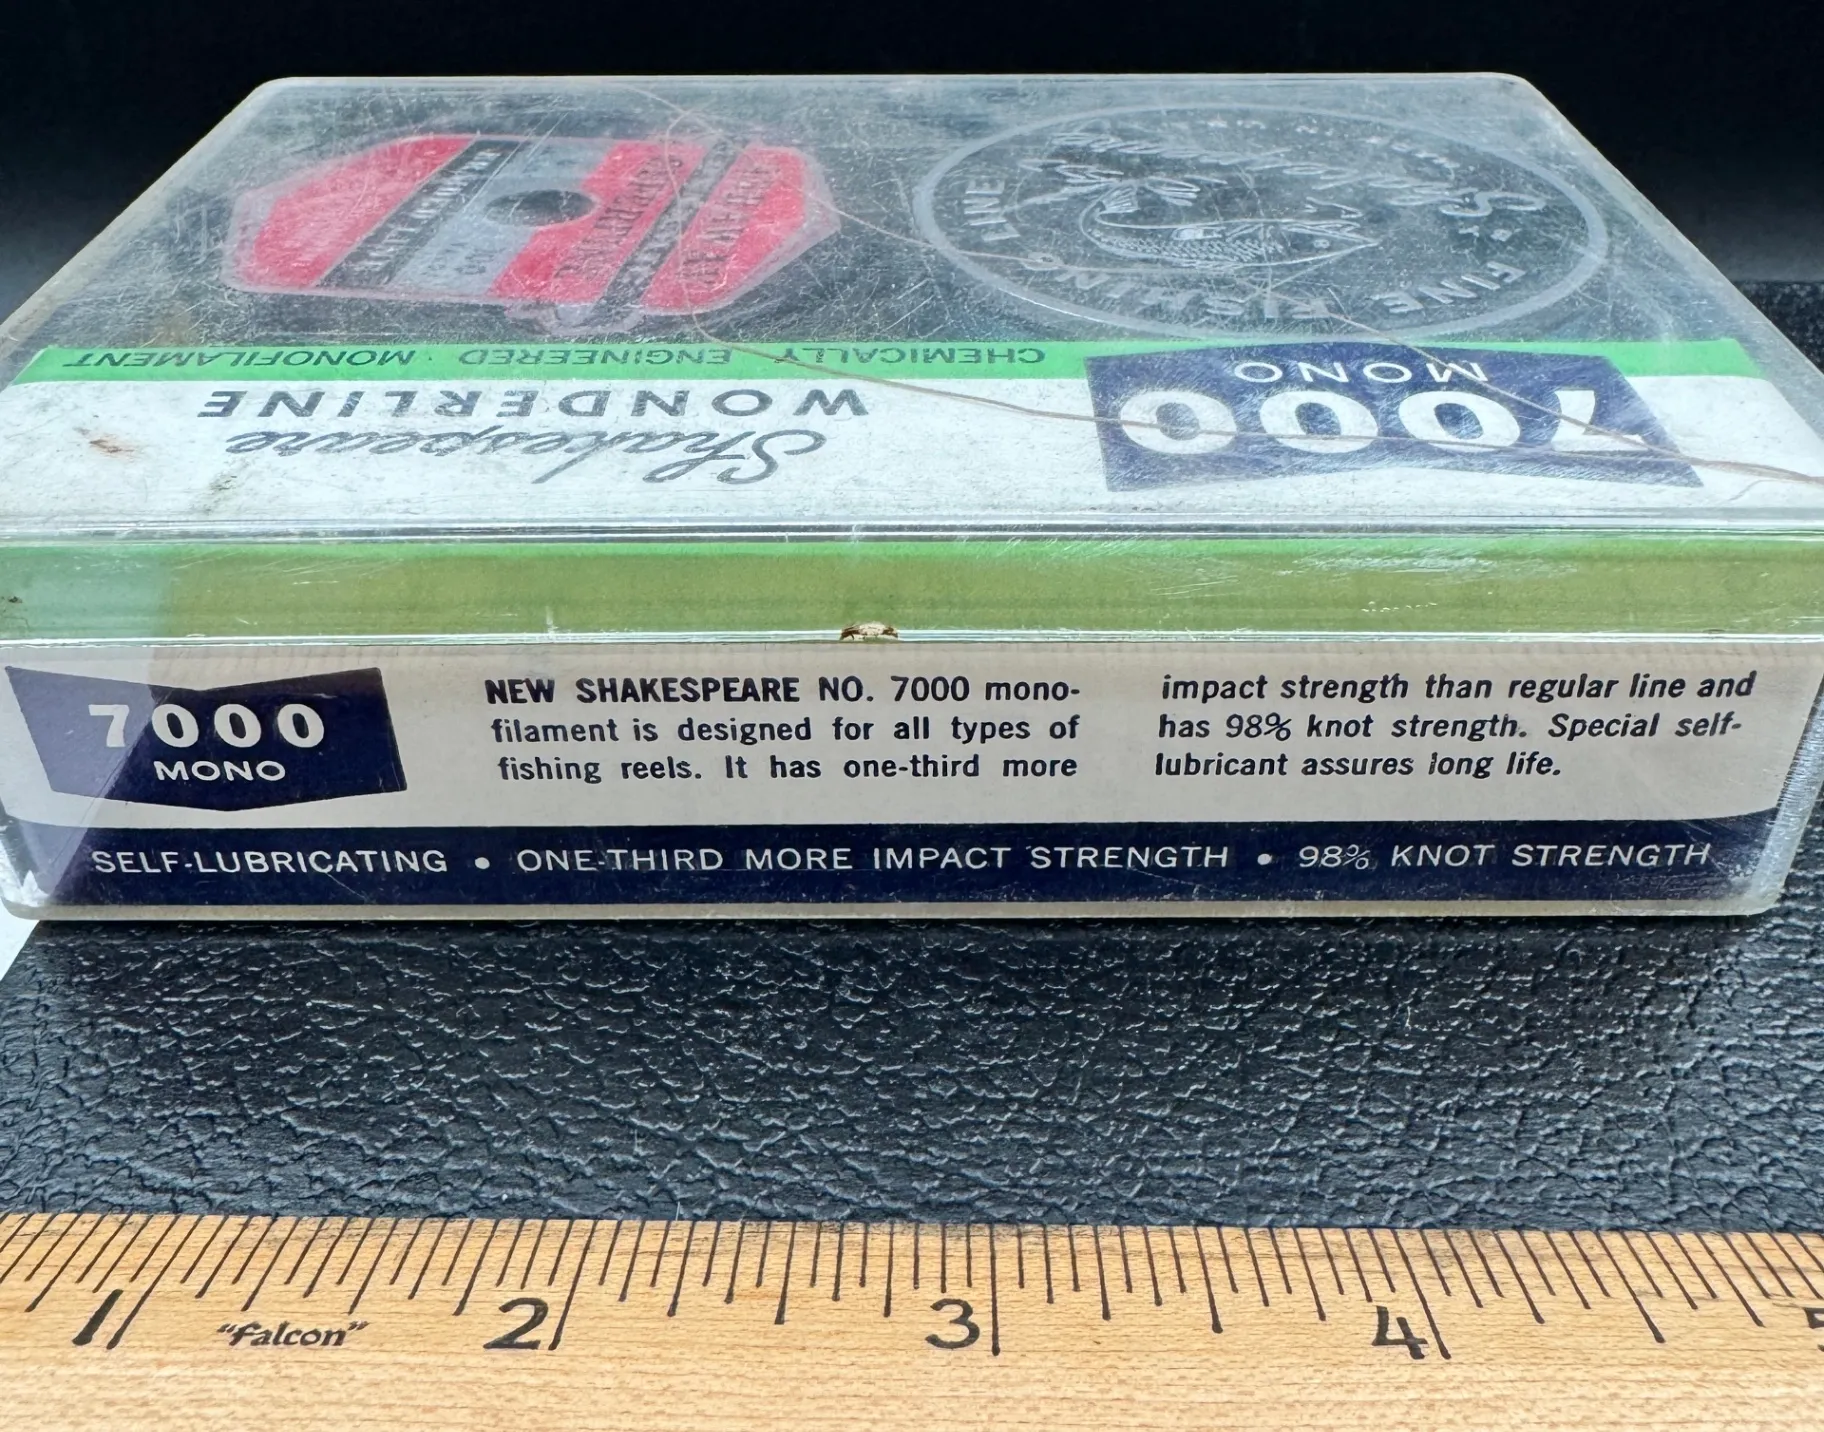 Shakespeare
FINE FISHING LINE
7000
MONO
CHEMICALLY ENGINEERED MONOFILAMENT
WONDERLINE
Shakespeare
7000
MONO
NEW SHAKESPEARE NO. 7000 mono-
filament is designed for all types of
fishing reels. It has one-third more
impact strength than regular line and
has 98% knot strength. Special self-
lubricant assures long life.
SELF-LUBRICATING • ONE-THIRD MORE IMPACT STRENGTH • 98% KNOT STRENGTH
1 2 3 4 5
"Falcon"